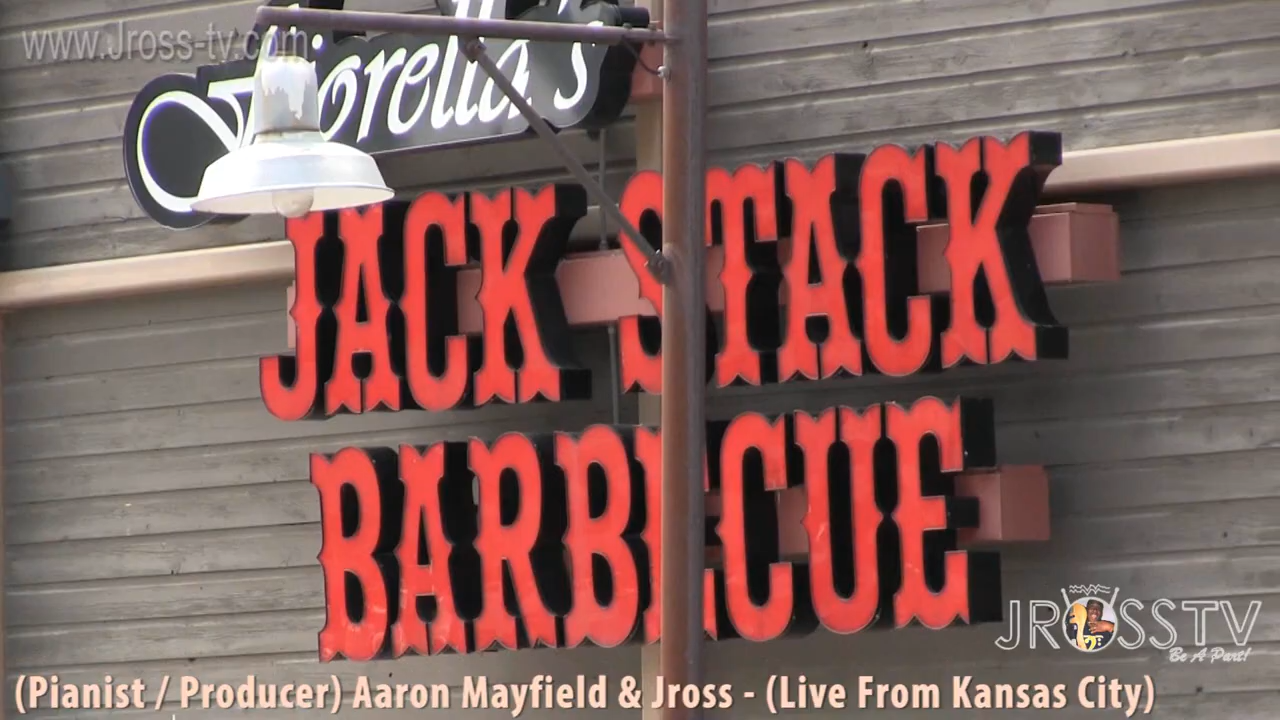 www.Jross-tv.com
Fiorella's
JACK STACK
BARBECUE
JROSSTV
Be A Part!
(Pianist / Producer) Aaron Mayfield & Jross - (Live From Kansas City)